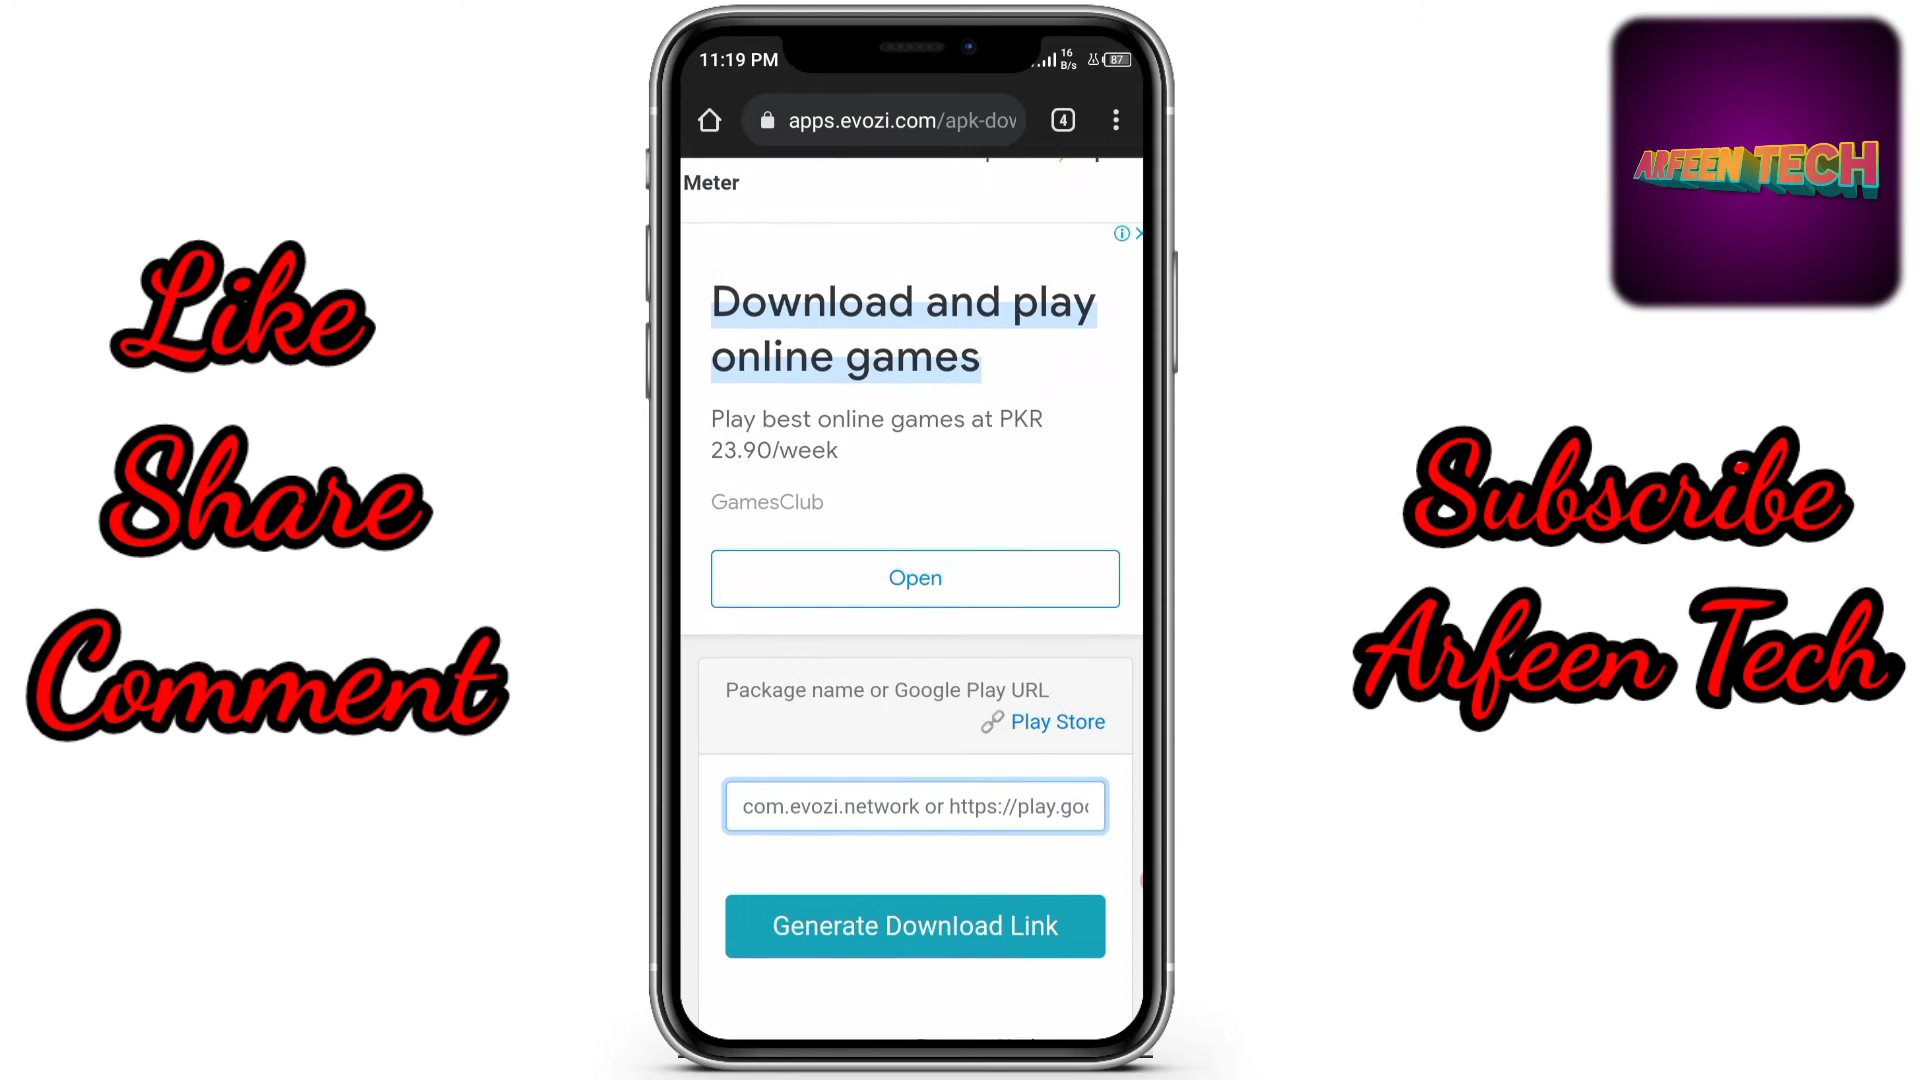 11:19 PM
16
B/s
87
apps.evozi.com/apk-dov
4
Meter
Download and play
online games
Play best online games at PKR
23.90/week
GamesClub
Open
Package name or Google Play URL
Play Store
com.evozi.network or https://play.goo
Generate Download Link
Like
Share
Comment
ARFEEN TECH
Subscribe
Arfeen Tech